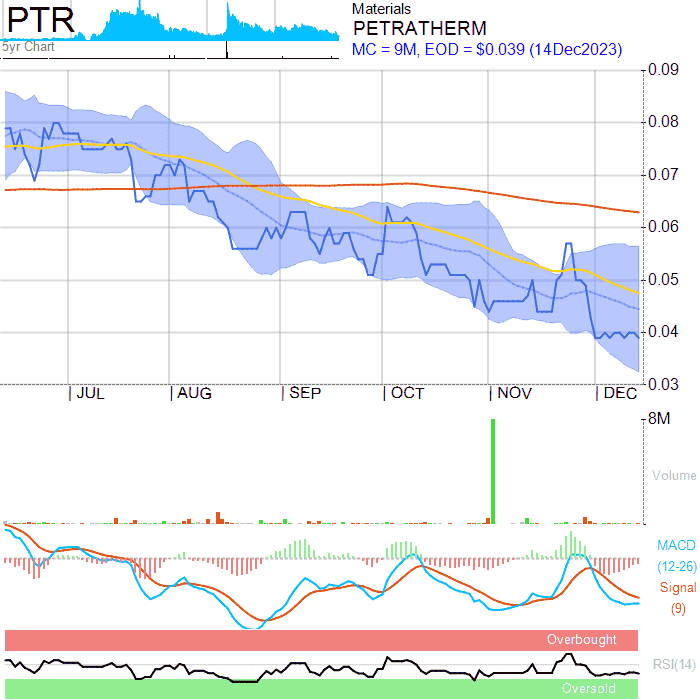 PTR
5yr Chart
Materials
PETRATHERM
MC = 9M, EOD = $0.039 (14Dec2023)
0.09
0.08
0.07
0.06
0.05
0.04
0.03
JUL AUG SEP OCT NOV DEC
8M
Volume
MACD
(12-26)
Signal
(9)
Overbought
RSI(14)
Oversold